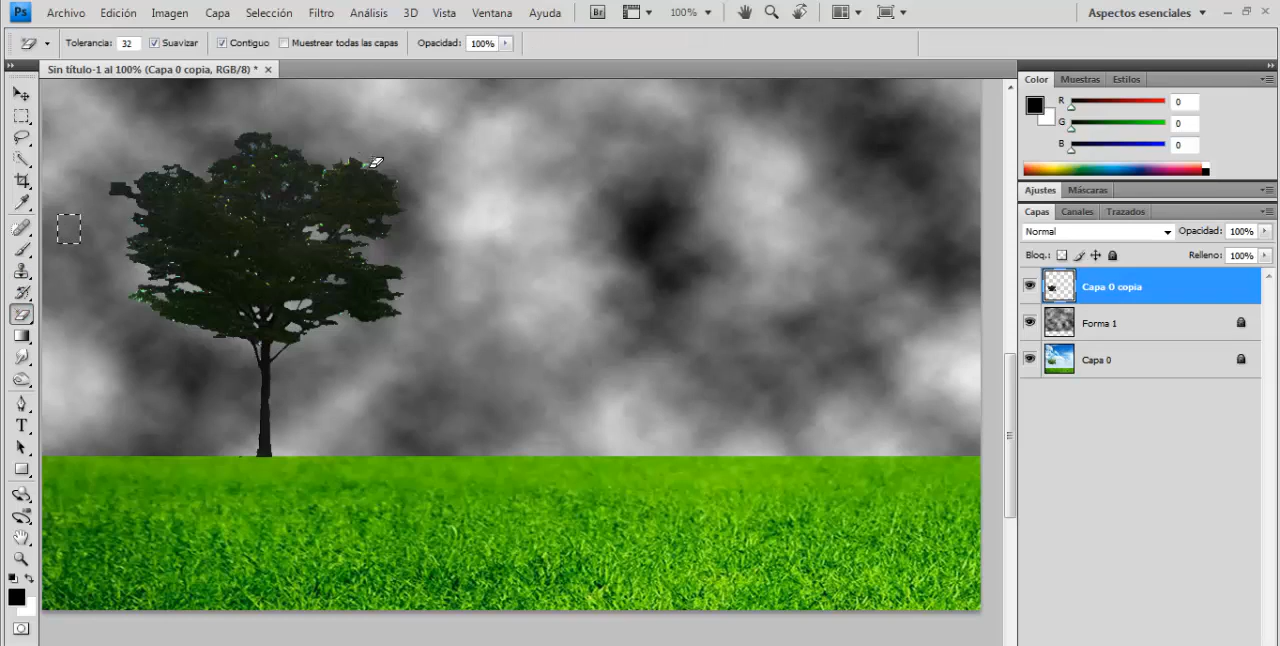 Ps Archivo Edición Imagen Capa Selección Filtro Análisis 3D Vista Ventana Ayuda Br 100% Aspectos esenciales
Tolerancia: 32 Suavizar Contiguo Muestrear todas las capas Opacidad: 100%
Sin título-1 al 100% (Capa 0 copia, RGB/8) *
Color Muestras Estilos
R 0
G 0
B 0
Ajustes Máscaras
Capas Canales Trazados
Normal Opacidad: 100%
Bloq.: Relleno: 100%
Capa 0 copia
Forma 1
Capa 0
T